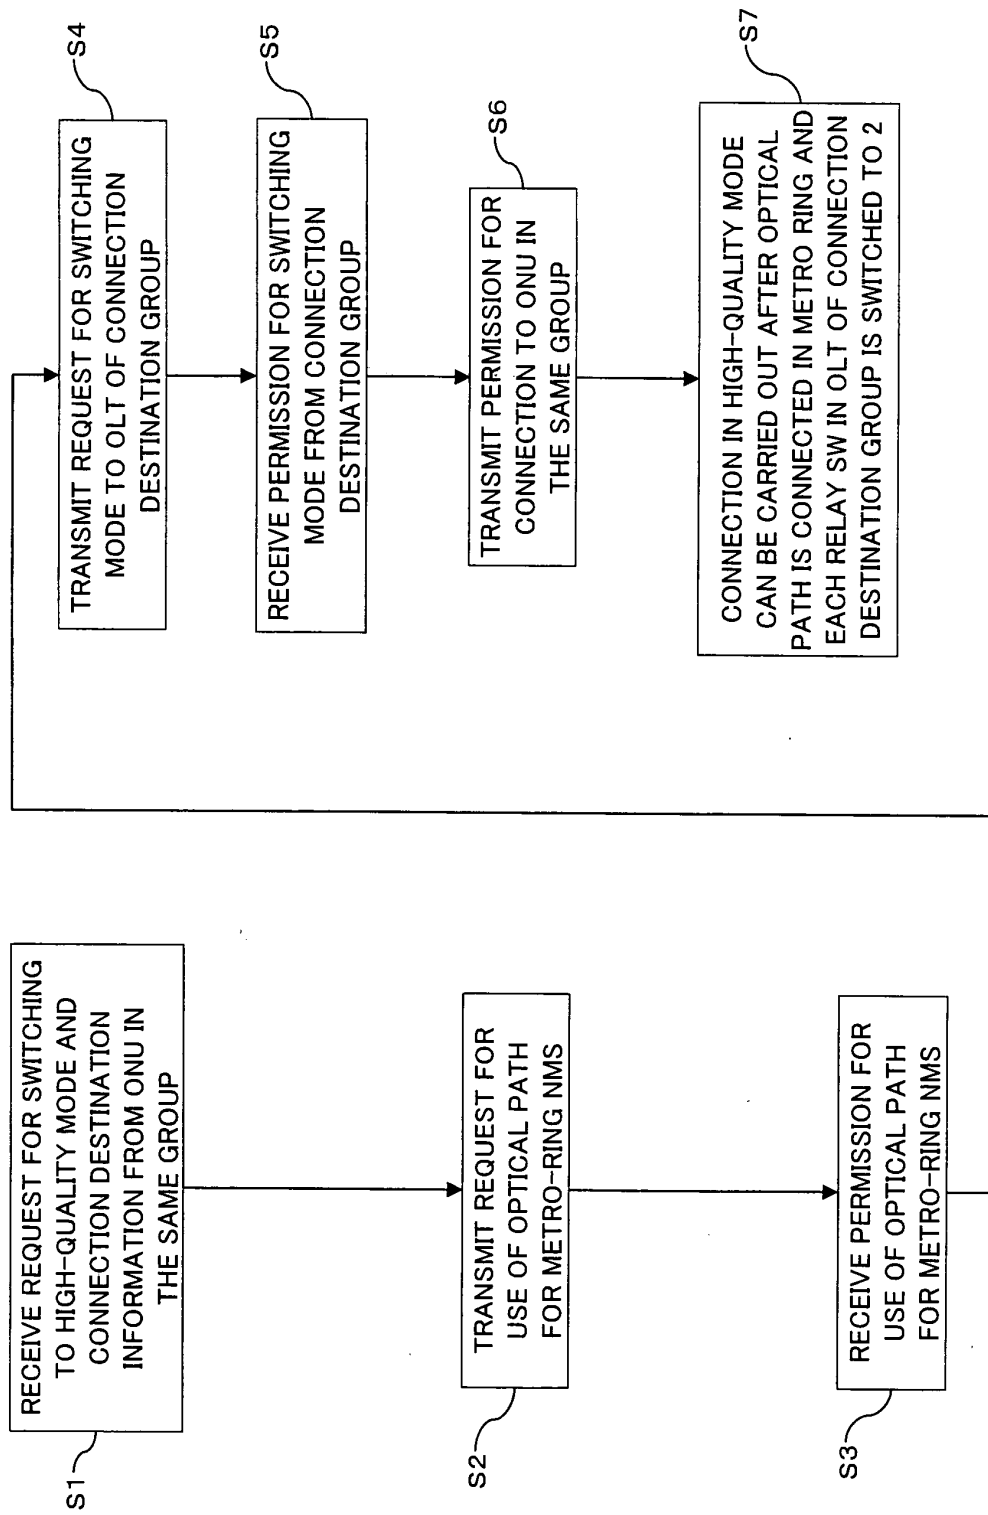 S1
RECEIVE REQUEST FOR SWITCHING
TO HIGH-QUALITY MODE AND
CONNECTION DESTINATION
INFORMATION FROM ONU IN
THE SAME GROUP
S2
TRANSMIT REQUEST FOR
USE OF OPTICAL PATH
FOR METRO-RING NMS
S3
RECEIVE PERMISSION FOR
USE OF OPTICAL PATH
FOR METRO-RING NMS
S4
TRANSMIT REQUEST FOR SWITCHING
MODE TO OLT OF CONNECTION
DESTINATION GROUP
S5
RECEIVE PERMISSION FOR SWITCHING
MODE FROM CONNECTION
DESTINATION GROUP
S6
TRANSMIT PERMISSION FOR
CONNECTION TO ONU IN
THE SAME GROUP
S7
CONNECTION IN HIGH-QUALITY MODE
CAN BE CARRIED OUT AFTER OPTICAL
PATH IS CONNECTED IN METRO RING AND
EACH RELAY SW IN OLT OF CONNECTION
DESTINATION GROUP IS SWITCHED TO 2